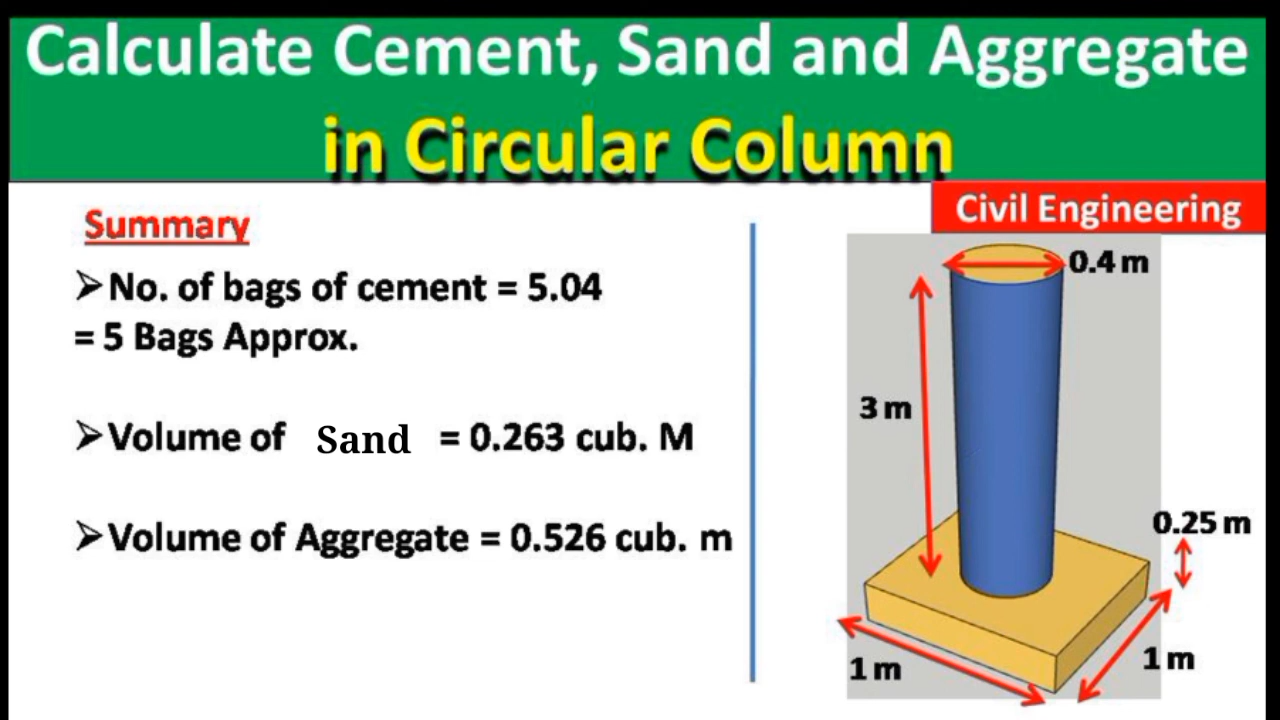 Calculate Cement, Sand and Aggregate
in Circular Column
Civil Engineering
Summary
➢No. of bags of cement = 5.04
= 5 Bags Approx.
➢Volume of Sand = 0.263 cub. M
➢Volume of Aggregate = 0.526 cub. m
0.4 m
3 m
0.25 m
1 m
1 m